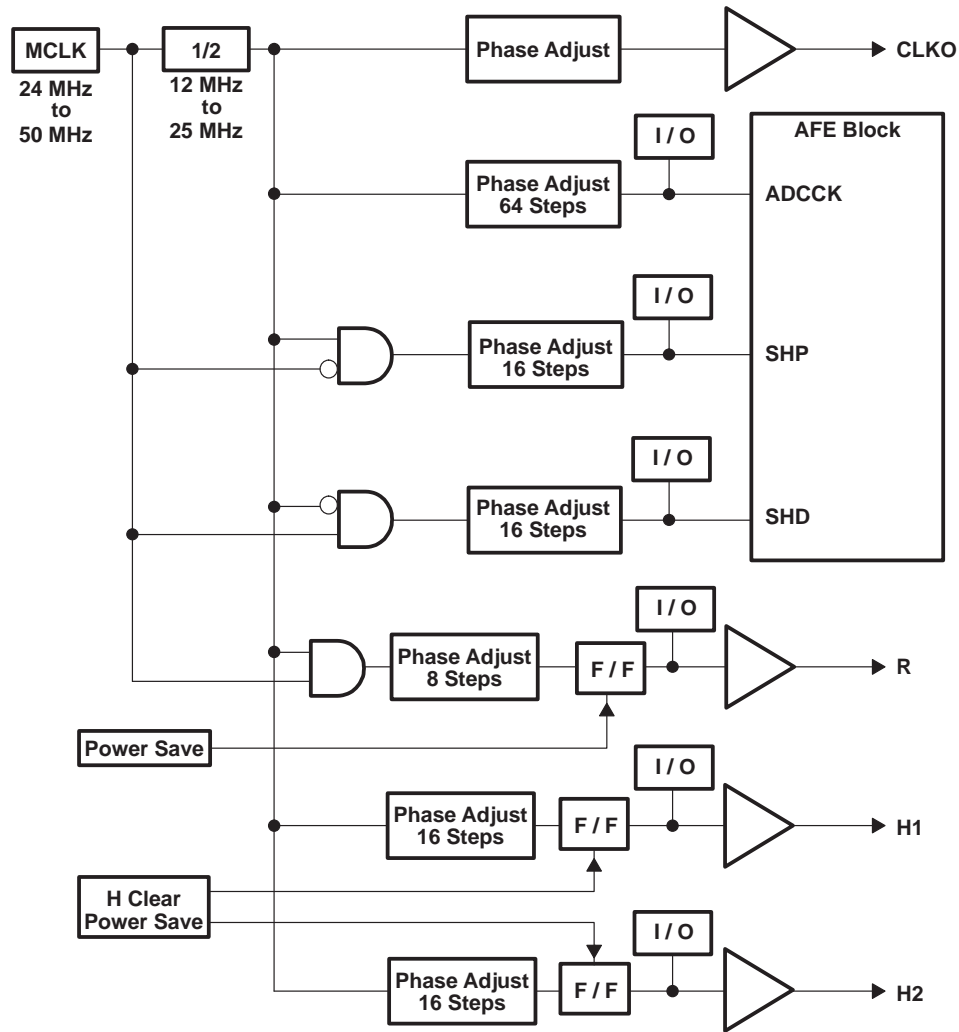 MCLK
1/2
Phase Adjust
CLKO
24 MHz
to
50 MHz
12 MHz
to
25 MHz
AFE Block
I / O
Phase Adjust
64 Steps
ADCCK
I / O
Phase Adjust
16 Steps
SHP
I / O
Phase Adjust
16 Steps
SHD
I / O
Phase Adjust
8 Steps
F / F
R
Power Save
I / O
Phase Adjust
16 Steps
F / F
H1
H Clear
Power Save
I / O
Phase Adjust
16 Steps
F / F
H2